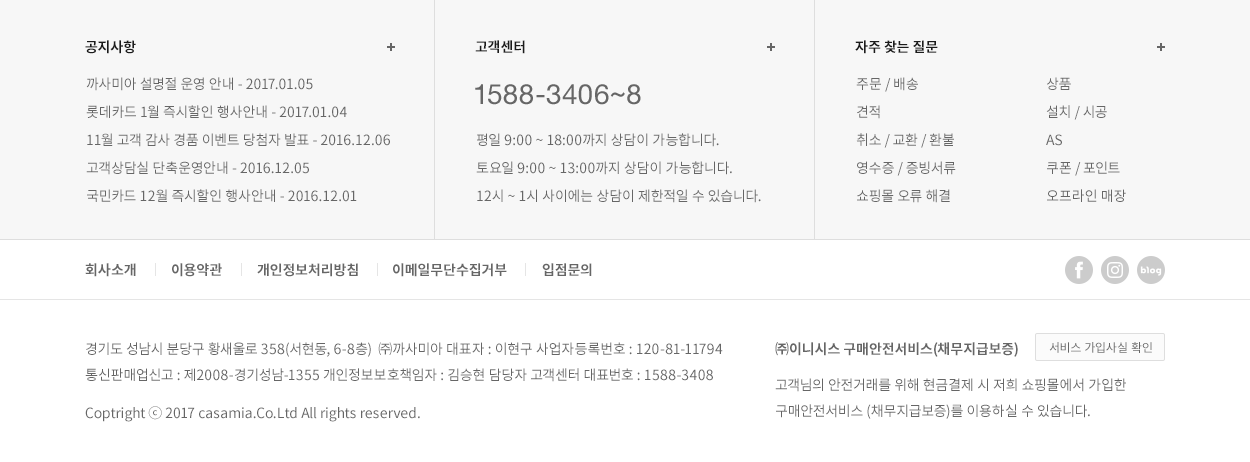 공지사항 +
까사미아 설명절 운영 안내 - 2017.01.05
롯데카드 1월 즉시할인 행사안내 - 2017.01.04
11월 고객 감사 경품 이벤트 당첨자 발표 - 2016.12.06
고객상담실 단축운영안내 - 2016.12.05
국민카드 12월 즉시할인 행사안내 - 2016.12.01
고객센터 +
1588-3406~8
평일 9:00 ~ 18:00까지 상담이 가능합니다.
토요일 9:00 ~ 13:00까지 상담이 가능합니다.
12시 ~ 1시 사이에는 상담이 제한적일 수 있습니다.
자주 찾는 질문 +
주문 / 배송 상품
견적 설치 / 시공
취소 / 교환 / 환불 AS
영수증 / 증빙서류 쿠폰 / 포인트
쇼핑몰 오류 해결 오프라인 매장
회사소개 이용약관 개인정보처리방침 이메일무단수집거부 입점문의 f blog
경기도 성남시 분당구 황새울로 358(서현동, 6-8층) ㈜까사미아 대표자 : 이현구 사업자등록번호 : 120-81-11794
통신판매업신고 : 제2008-경기성남-1355 개인정보보호책임자 : 김승현 담당자 고객센터 대표번호 : 1588-3408
Coptright ⓒ 2017 casamia.Co.Ltd All rights reserved.
㈜이니시스 구매안전서비스(채무지급보증) 서비스 가입사실 확인
고객님의 안전거래를 위해 현금결제 시 저희 쇼핑몰에서 가입한
구매안전서비스 (채무지급보증)를 이용하실 수 있습니다.